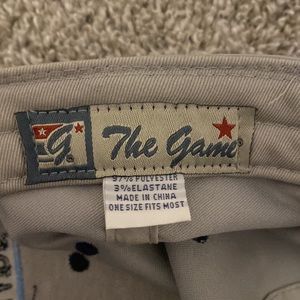 G The Game®
97% POLYESTER
3% ELASTANE
MADE IN CHINA
ONE SIZE FITS MOST